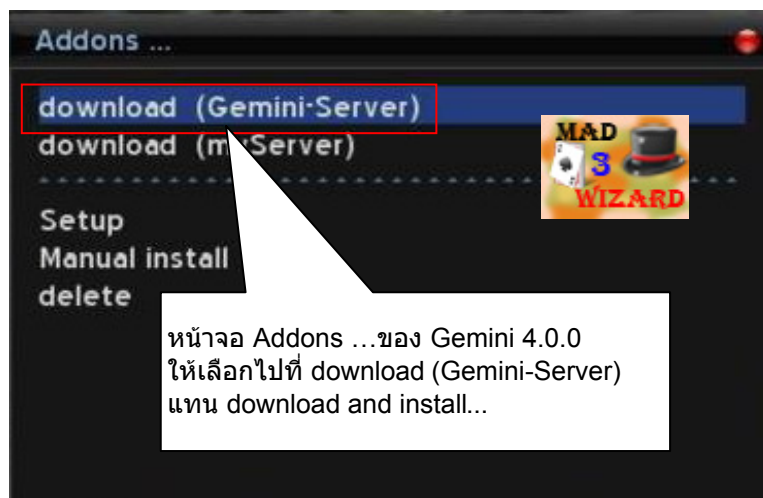 Addons ...
download (Gemini-Server)
download (myServer)
MAD
3
WIZARD
Setup
Manual install
delete
หน้าจอ Addons ...ของ Gemini 4.0.0
ให้เลือกไปที่ download (Gemini-Server)
แทน download and install...